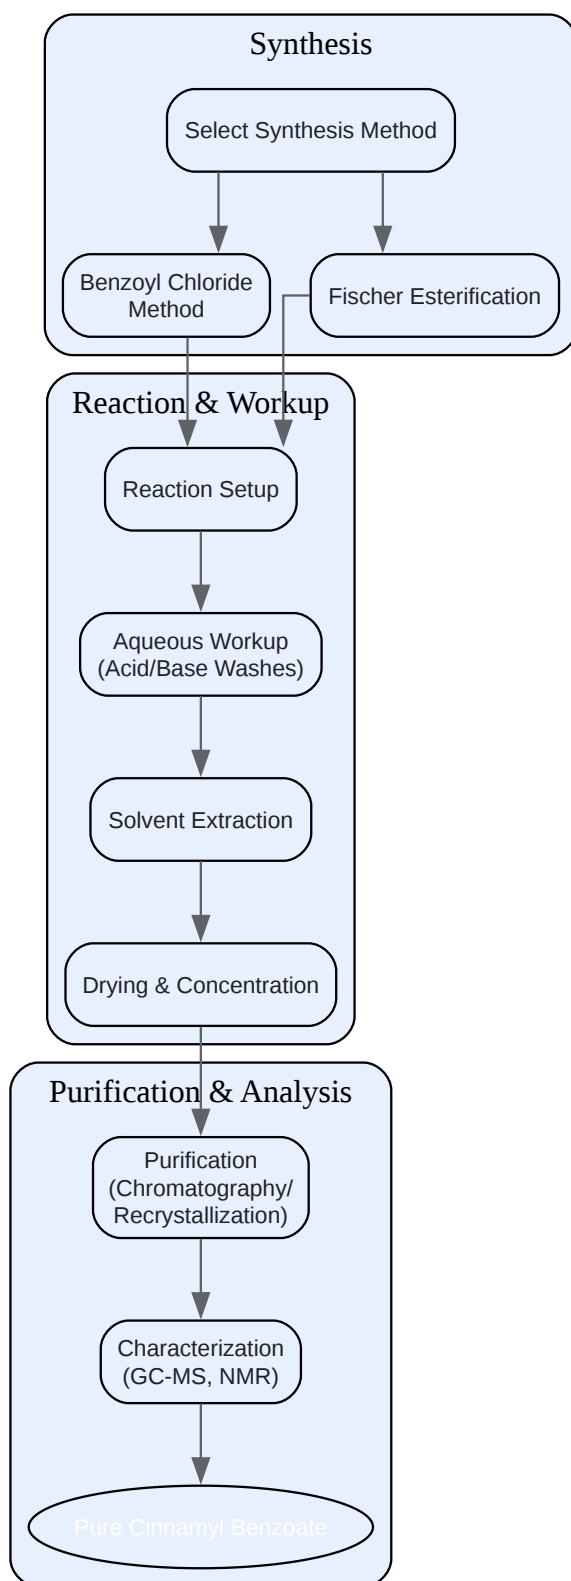 Synthesis
Select Synthesis Method
Benzoyl Chloride
Method
Fischer Esterification
Reaction & Workup
Reaction Setup
Aqueous Workup
(Acid/Base Washes)
Solvent Extraction
Drying & Concentration
Purification & Analysis
Purification
(Chromatography/
Recrystallization)
Characterization
(GC-MS, NMR)
Pure Cinnamyl Benzoate